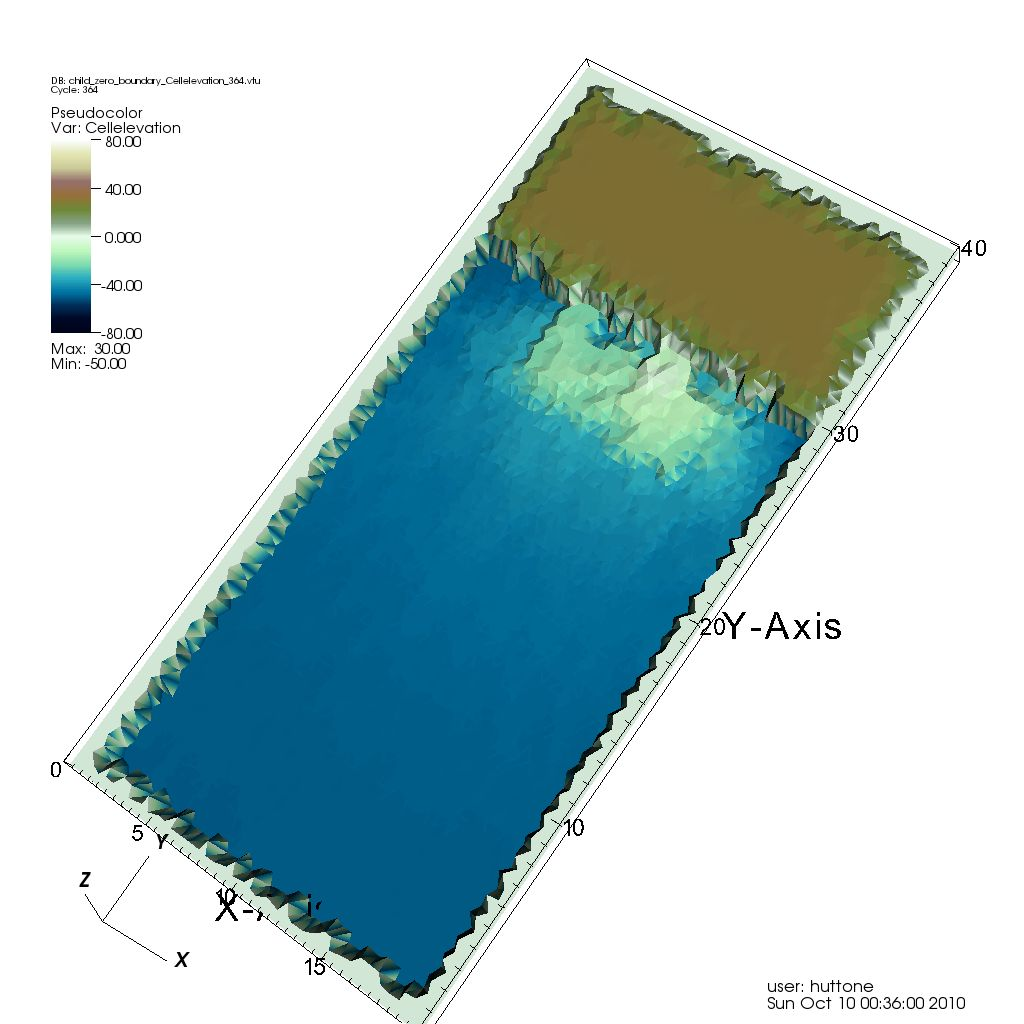 DB: child_zero_boundary_Cellelevation_364.vtu
Cycle: 364
Pseudocolor
Var: Cellelevation
80.00
40.00
0.000
-40.00
-80.00
Max: 30.00
Min: -50.00
40
30
20
Y-Axis
10
0
5
Y
Z
10
15
X
user: huttone
Sun Oct 10 00:36:00 2010